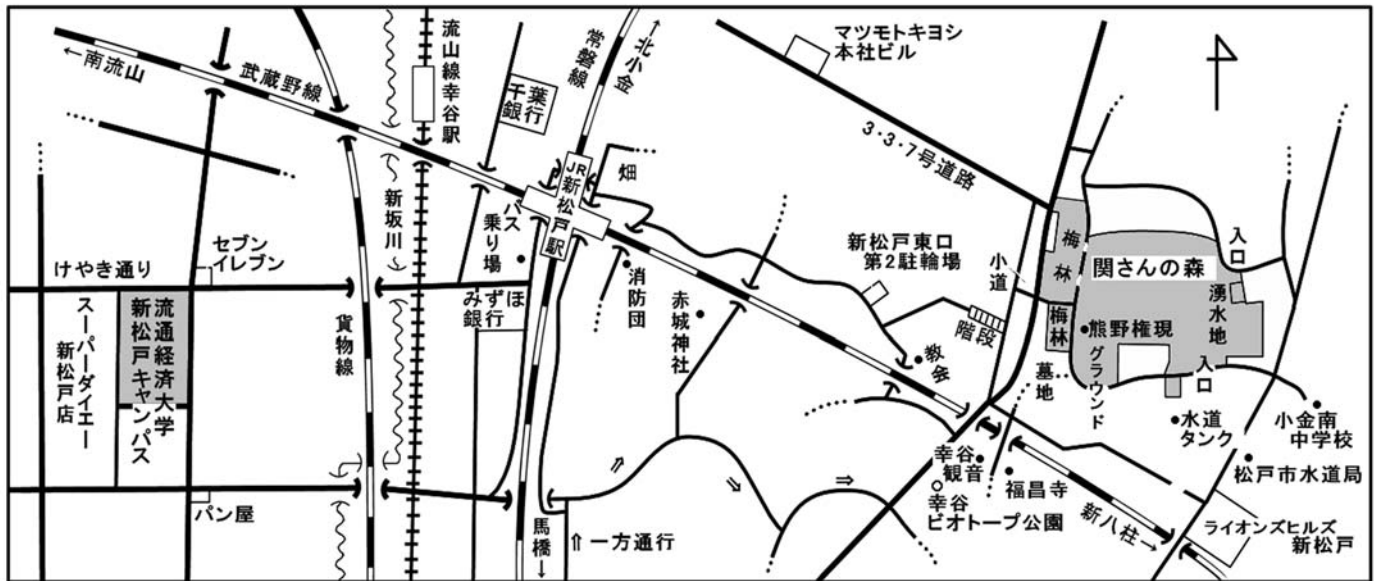 ←南流山
武蔵野線
流山線幸谷駅
千葉
銀行
常磐線
←北小金
マツモトキヨシ
本社ビル
3・3・7号道路
畑
JR新松戸駅
バス
乗り場
新坂川
セブン
イレブン
けやき通り
みずほ
銀行
消防団
赤城神社
新松戸東口
第2駐輪場
小道
階段
梅林
梅林
関さんの森
入口
湧水地
熊野権現
グラウンド
入口
墓地
教会
スーパーダイエー
新松戸店
流通経済大学
新松戸キャンパス
貨物線
水道
タンク
小金南
中学校
松戸市水道局
幸谷
観音
福昌寺
幸谷
ビオトープ公園
新八柱→
ライオンズヒルズ
新松戸
パン屋
馬橋→
⇑一方通行
⇑
⇒
⇒